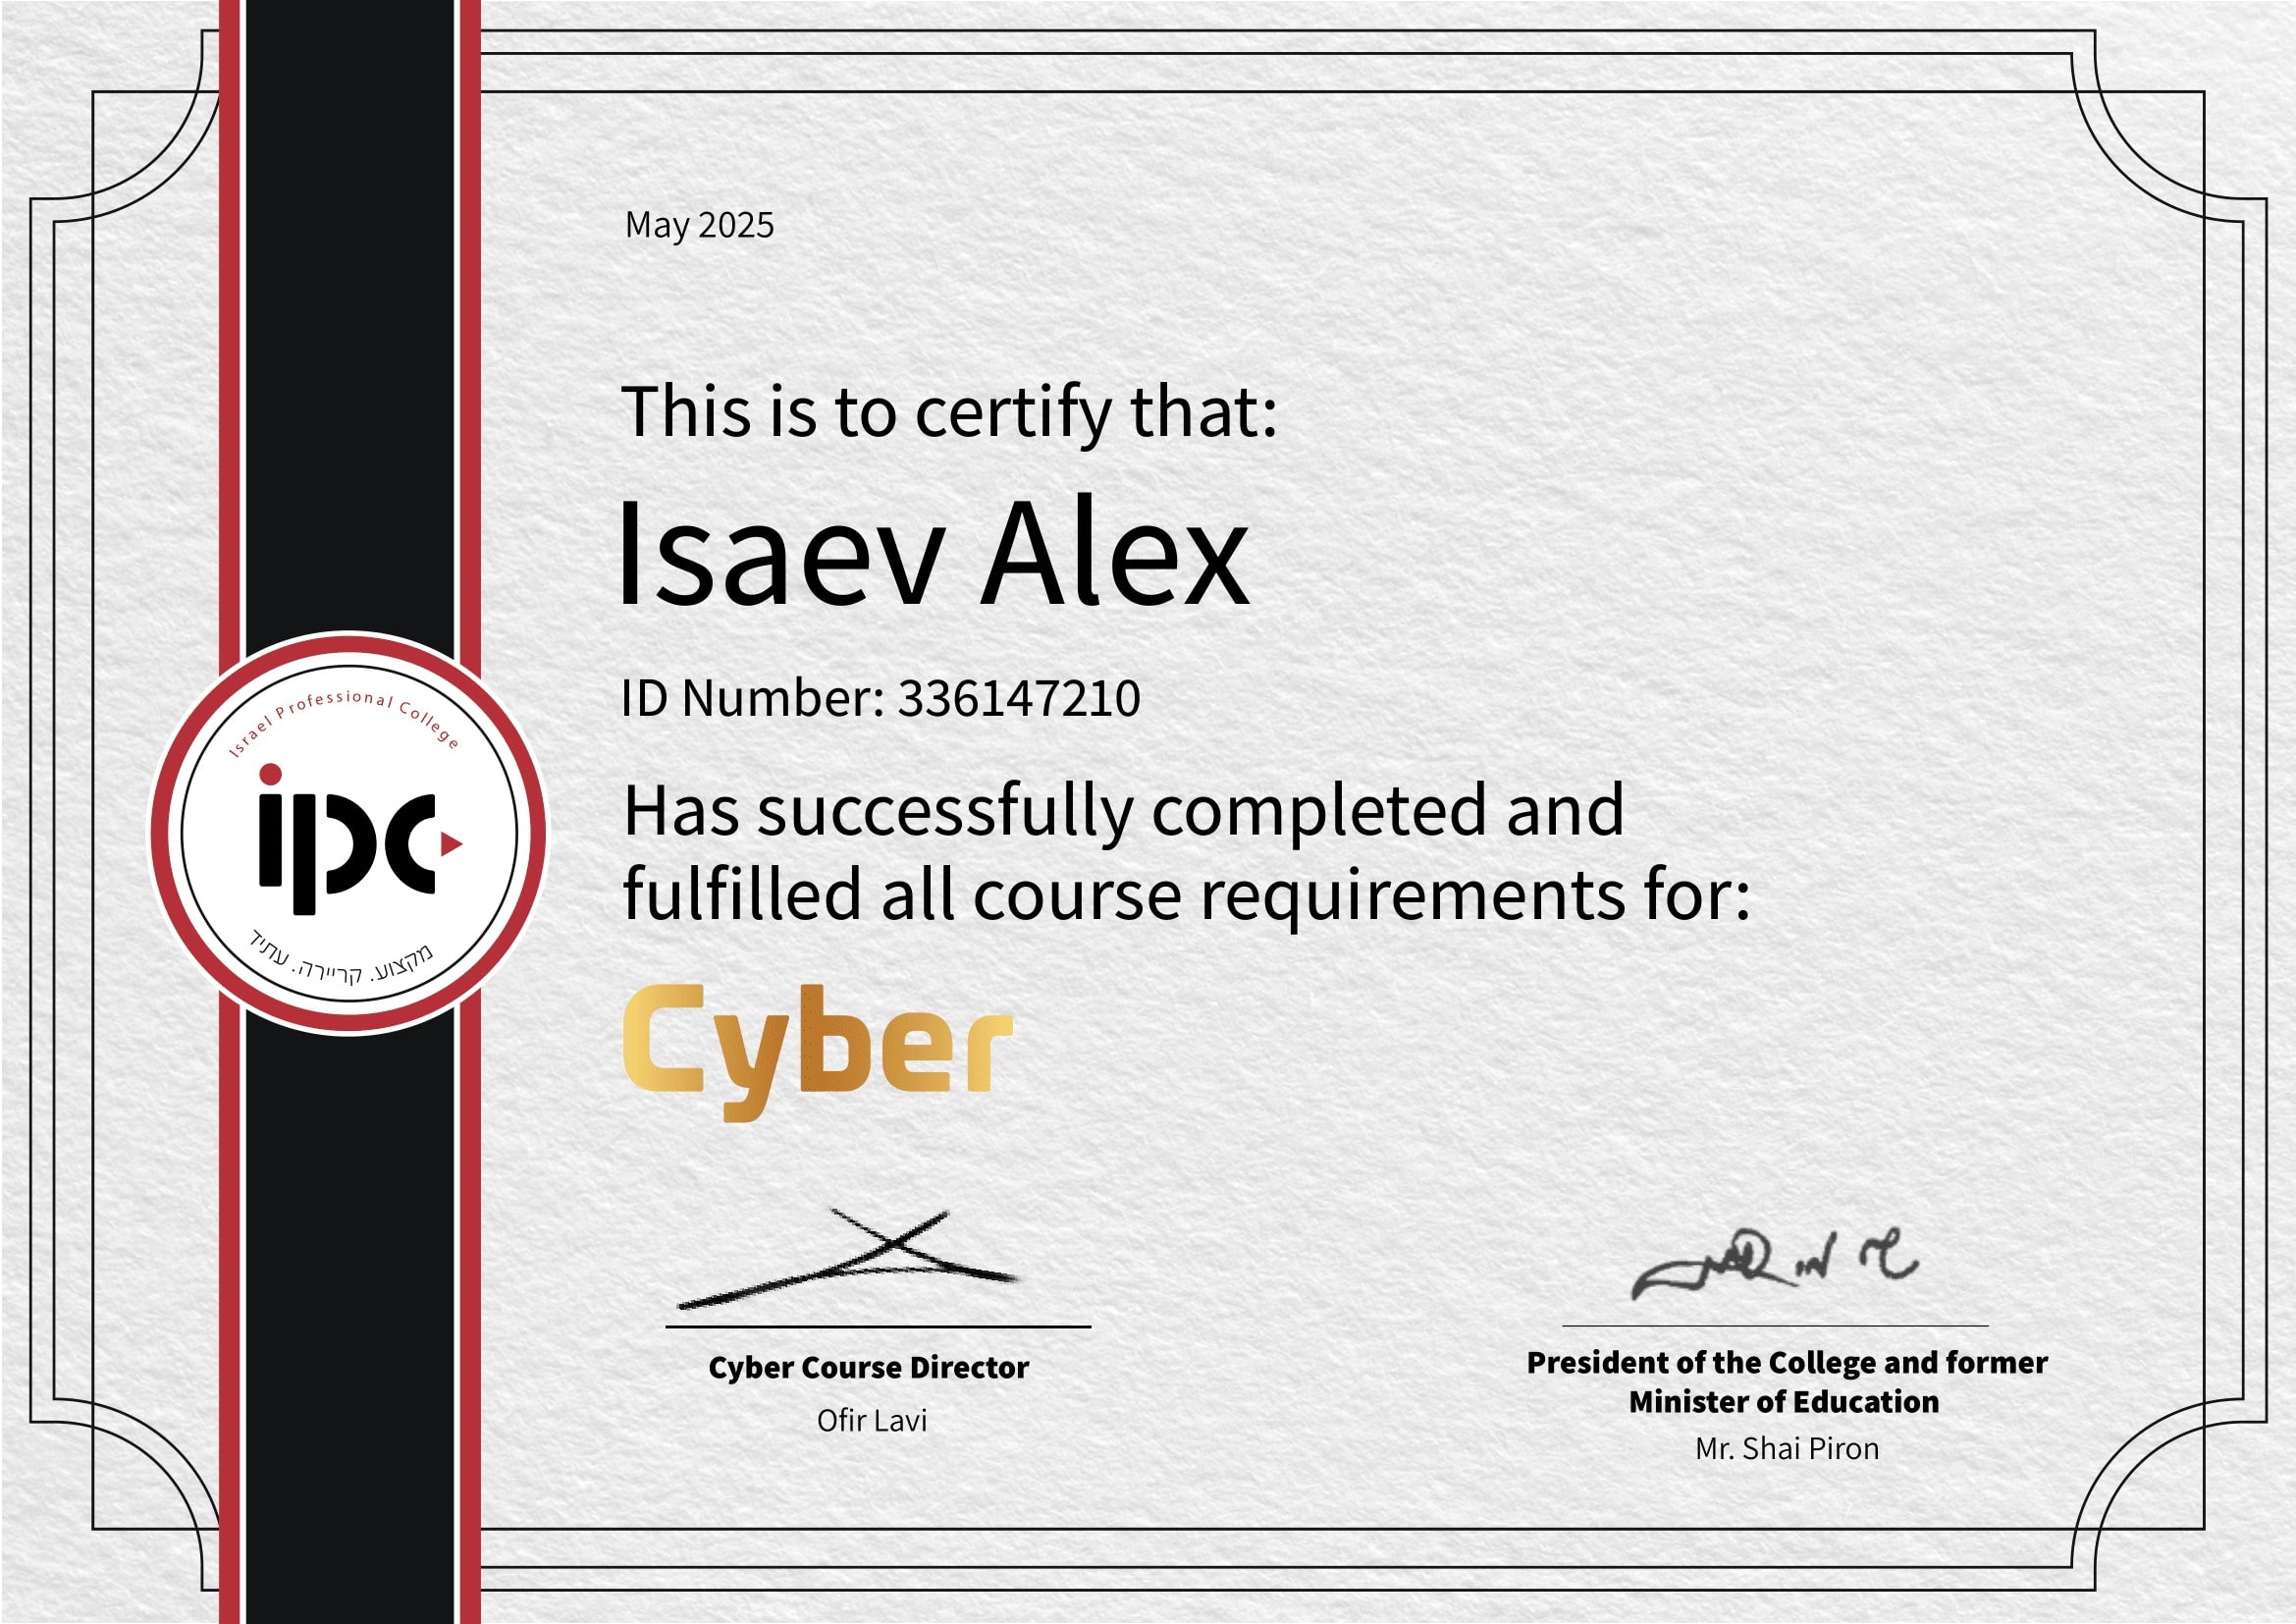 May 2025
This is to certify that:
Isaev Alex
ID Number: 336147210
Has successfully completed and
fulfilled all course requirements for:
Cyber
Israel Professional College
ipc
מקצוע. קריירה. עתיד
Cyber Course Director
Ofir Lavi
President of the College and former
Minister of Education
Mr. Shai Piron